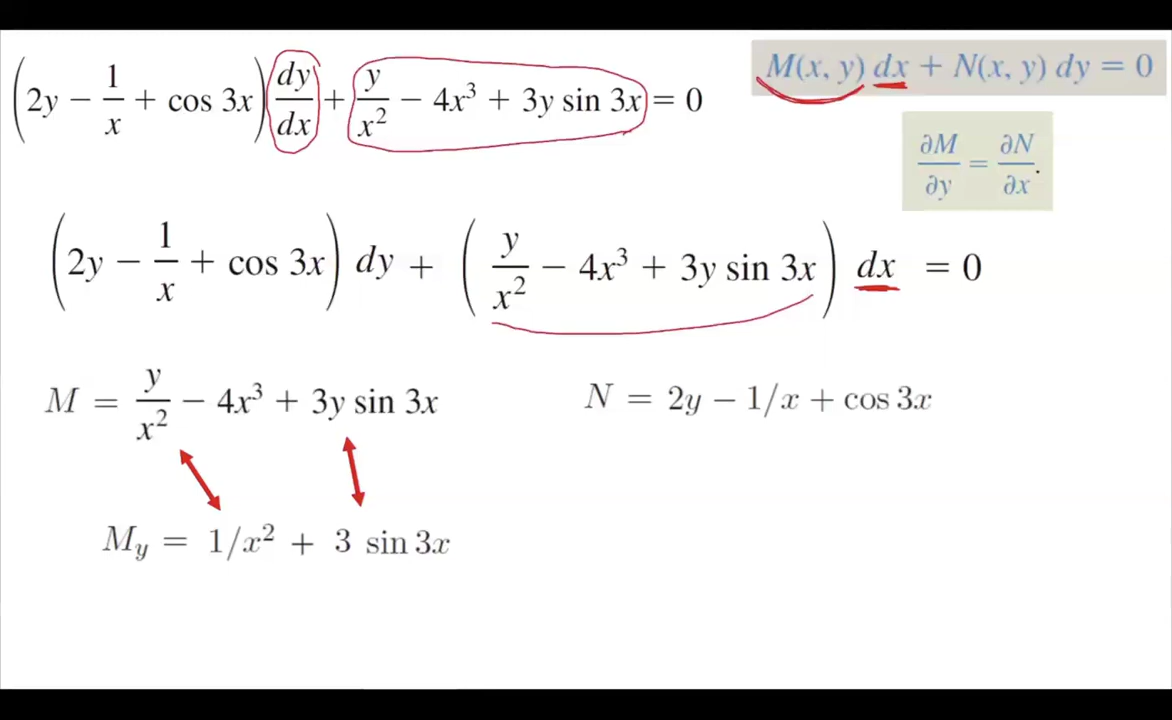 (2y − 1/x + cos 3x) dy/dx + y/x² − 4x³ + 3y sin 3x = 0
M(x, y) dx + N(x, y) dy = 0
∂M/∂y = ∂N/∂x.
(2y − 1/x + cos 3x) dy + (y/x² − 4x³ + 3y sin 3x) dx = 0
M = y/x² − 4x³ + 3y sin 3x
N = 2y − 1/x + cos 3x
M_y = 1/x² + 3 sin 3x